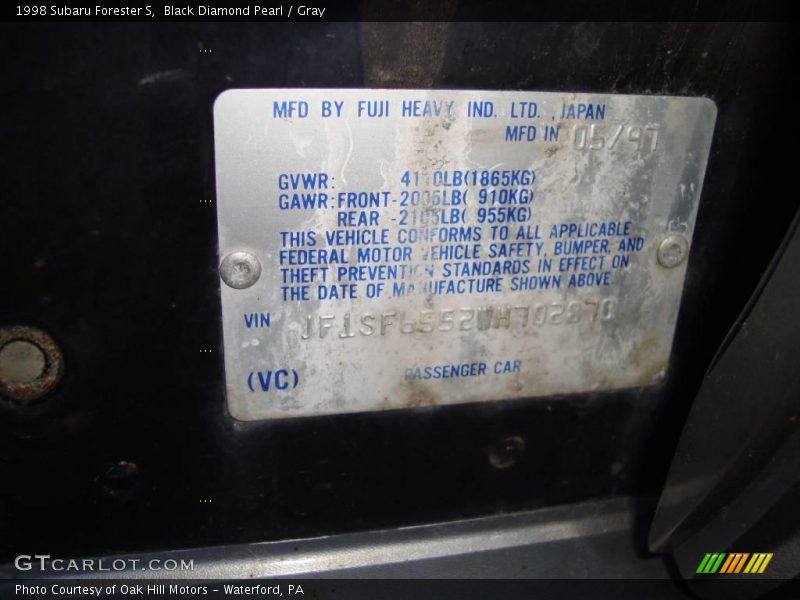 1998 Subaru Forester S, Black Diamond Pearl / Gray
MFD BY FUJI HEAVY IND. LTD. , JAPAN
MFD IN 05/97
GVWR: 4110LB(1865KG)
GAWR:FRONT-2005LB( 910KG)
REAR -2105LB( 955KG)
THIS VEHICLE CONFORMS TO ALL APPLICABLE
FEDERAL MOTOR VEHICLE SAFETY, BUMPER, AND
THEFT PREVENTION STANDARDS IN EFFECT ON
THE DATE OF MANUFACTURE SHOWN ABOVE
VIN
(VC) PASSENGER CAR
GTCARLOT.COM
Photo Courtesy of Oak Hill Motors - Waterford, PA